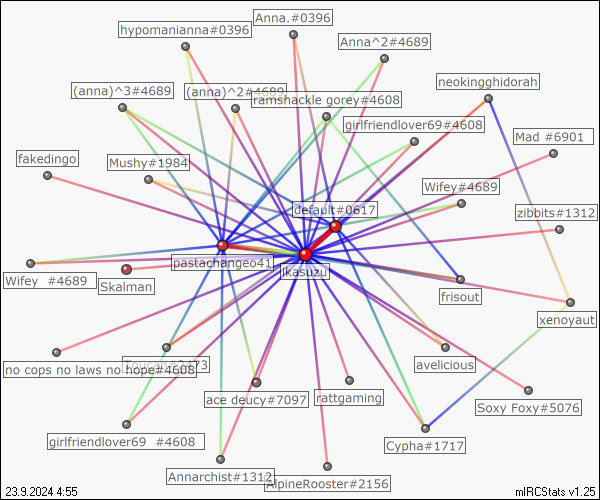 Anna.#0396
hypomanianna#0396
Anna^2#4689
neokingghidorah
(anna)^3#4689
(anna)^2#4689
ramshackle gorey#4608
girlfriendlover69#4608
Mad #6901
fakedingo
Mushy#1984
Wifey#4689
default#0617
zibbits#1312
pastachangeo41
ikasuzu
Wifey #4689
Skalman
frisout
xenoyaut
no cops no laws no hope#4608
avelicious
ace deucy#7097
rattgaming
Soxy Foxy#5076
girlfriendlover69 #4608
Cypha#1717
Annarchist#1312
AlpineRooster#2156
23.9.2024 4:55
mIRCStats v1.25